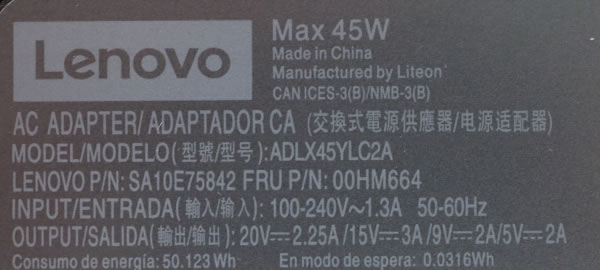 Lenovo
Max 45W
Made in China
Manufactured by Liteon
CAN ICES-3(B)/NMB-3(B)
AC ADAPTER/ ADAPTADOR CA (交換式電源供應器/电源适配器)
MODEL/MODELO(型號/型号):ADLX45YLC2A
LENOVO P/N: SA10E75842 FRU P/N: 00HM664
INPUT/ENTRADA( 輸入/输入): 100-240V～1.3A 50-60Hz
OUTPUT/SALIDA( 輸出/输出): 20V⎓2.25A /15V⎓3A /9V⎓2A/5V⎓2A
Consumo de energía: 50.123 Wh En modo de espera: 0.0316Wh